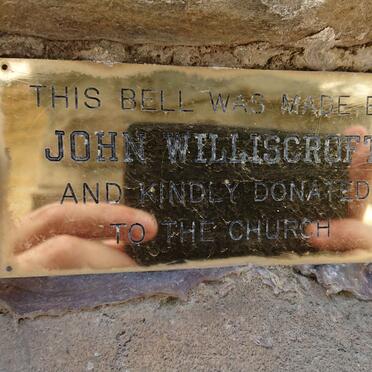 THIS BELL WAS MADE B
JOHN WILLISCROFT
AND KINDLY DONATED
TO THE CHURCH